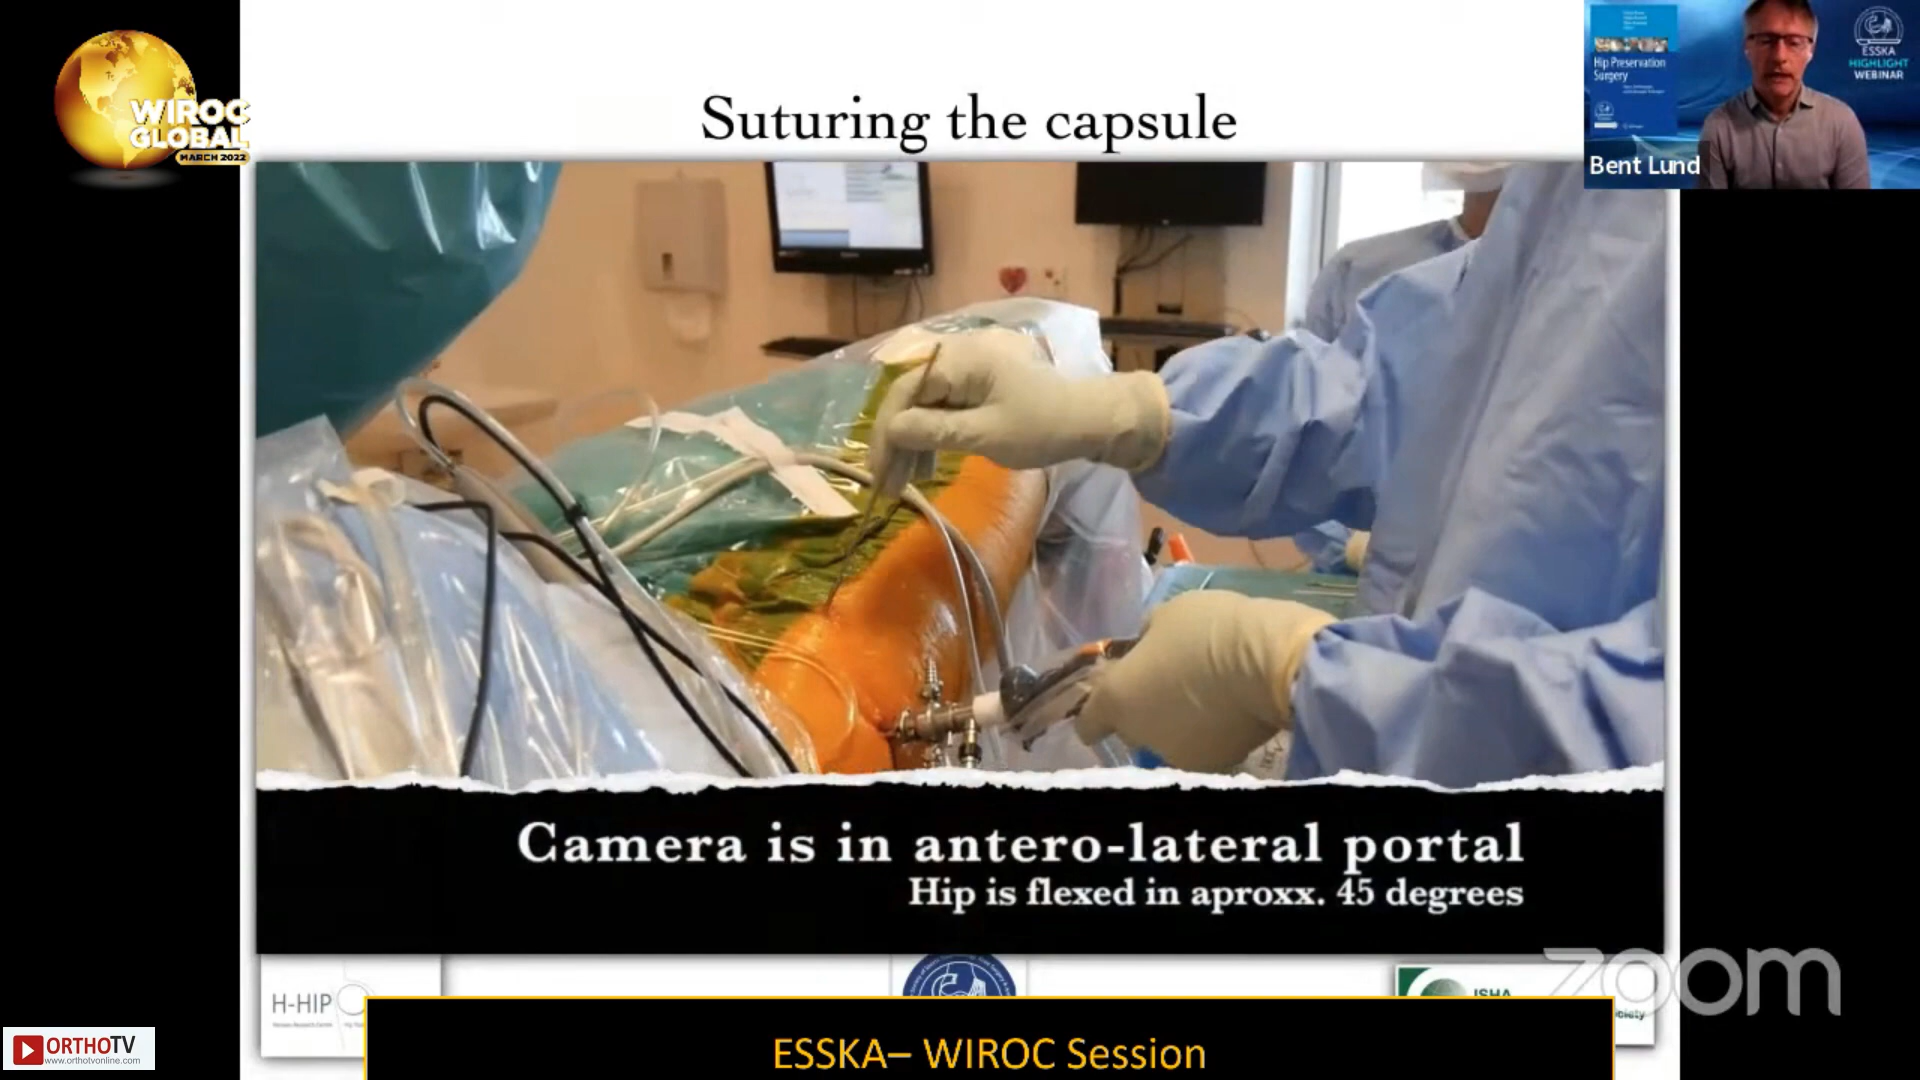 WIROC
GLOBAL
MARCH 2022
Suturing the capsule
Hip Preservation
Surgery
ESSKA
HIGHLIGHT
WEBINAR
Bent Lund
Camera is in antero-lateral portal
Hip is flexed in aproxx. 45 degrees
H-HIP
ISHA
zoom
ORTHOTV
www.orthotvonline.com
ESSKA– WIROC Session